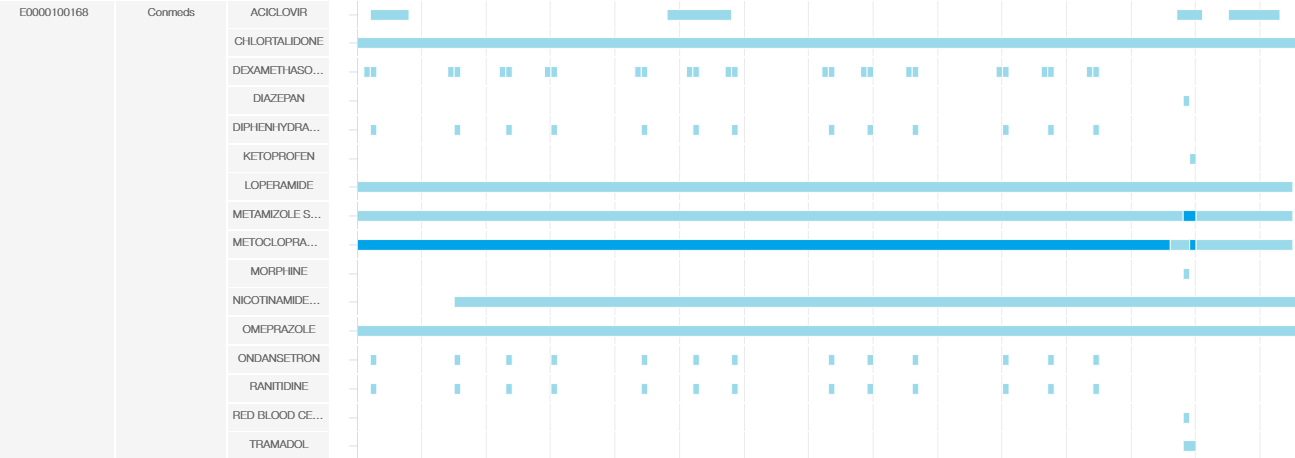 E0000100168 Conmeds ACICLOVIR
CHLORTALIDONE
DEXAMETHASO...
DIAZEPAN
DIPHENHYDRA...
KETOPROFEN
LOPERAMIDE
METAMIZOLE S...
METOCLOPRA...
MORPHINE
NICOTINAMIDE...
OMEPRAZOLE
ONDANSETRON
RANITIDINE
RED BLOOD CE...
TRAMADOL